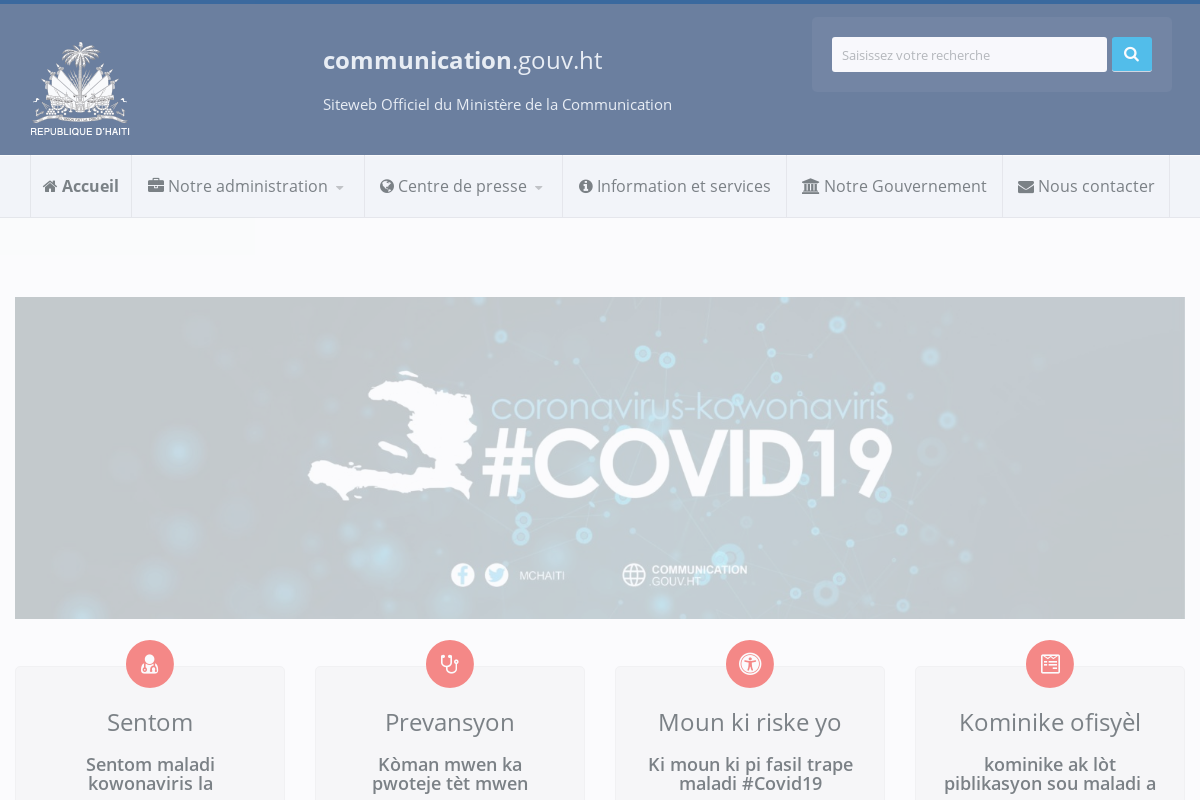 REPUBLIQUE D'HAITI
communication.gouv.ht
Siteweb Officiel du Ministère de la Communication
Saisissez votre recherche
Accueil
Notre administration
Centre de presse
Information et services
Notre Gouvernement
Nous contacter
coronavirus-kowonaviris
#COVID19
MCHAITI
COMMUNICATION
.GOUV.HT
Sentom
Sentom maladi
kowonaviris la
Prevansyon
Kòman mwen ka
pwoteje tèt mwen
Moun ki riske yo
Ki moun ki pi fasil trape
maladi #Covid19
Kominike ofisyèl
kominike ak lòt
piblikasyon sou maladi a